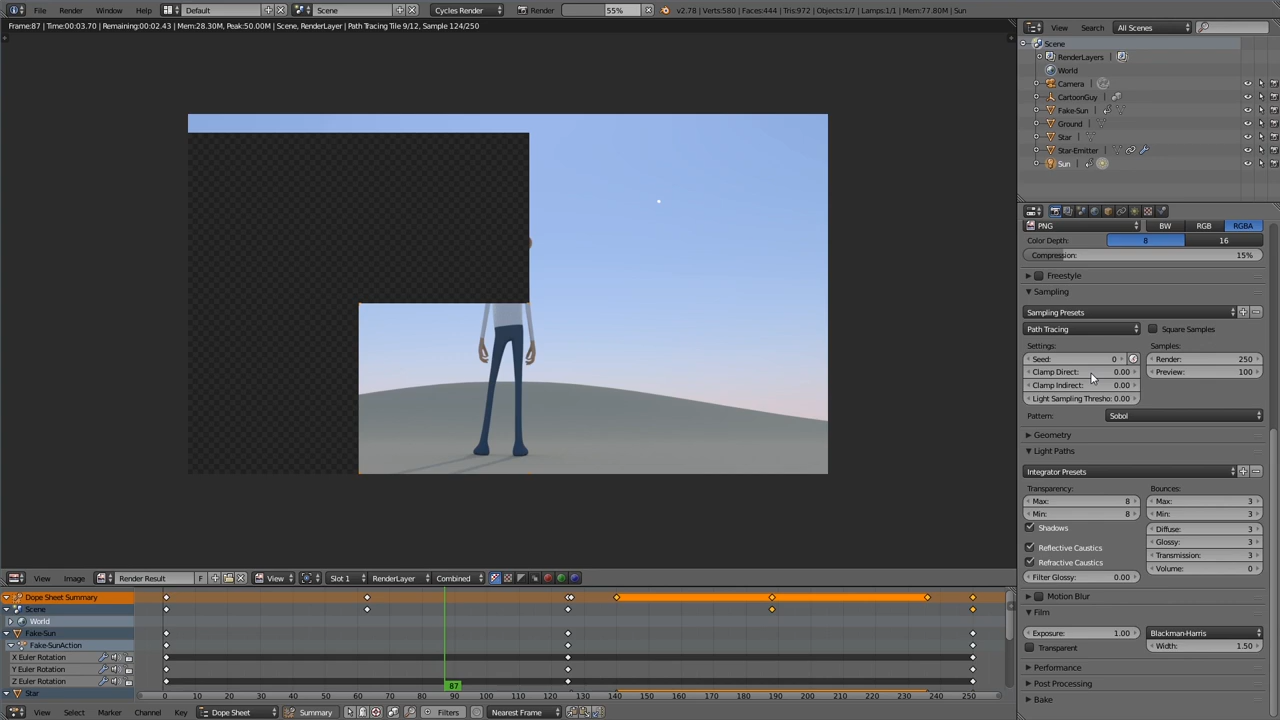 File Render Window Help Default Scene Cycles Render Render 55% v2.78 | Verts:580 | Faces:444 | Tris:972 | Objects:1/7 | Lamps:1/1 | Mem:77.80M | Sun
Frame:87 | Time:00:03.70 | Remaining:00:02.43 | Mem:28.30M, Peak:50.00M | Scene, RenderLayer | Path Tracing Tile 9/12, Sample 124/250
View Search All Scenes
Scene
RenderLayers
World
Camera
CartoonGuy
Fake-Sun
Ground
Star
Star-Emitter
Sun
PNG BW RGB RGBA
Color Depth: 8 16
Compression: 15%
Freestyle
Sampling
Sampling Presets
Path Tracing Square Samples
Settings: Samples:
Seed: 0 Render: 250
Clamp Direct: 0.00 Preview: 100
Clamp Indirect: 0.00
Light Sampling Thresho: 0.00
Pattern: Sobol
Geometry
Light Paths
Integrator Presets
Transparency: Bounces:
Max: 8 Max: 3
Min: 8 Min: 3
Shadows Diffuse: 3
Reflective Caustics Glossy: 3
Refractive Caustics Transmission: 3
Filter Glossy: 0.00 Volume: 0
Motion Blur
Film
Exposure: 1.00 Blackman-Harris
Transparent Width: 1.50
Performance
Post Processing
Bake
View Image Render Result F View Slot 1 RenderLayer Combined
Dope Sheet Summary
Scene
World
Fake-Sun
Fake-SunAction
X Euler Rotation
Y Euler Rotation
Z Euler Rotation
87
Star
0 10 20 30 40 50 60 70 80 90 100 110 120 130 140 150 160 170 180 190 200 210 220 230 240 250
View Select Marker Channel Key Dope Sheet Summary Filters Nearest Frame